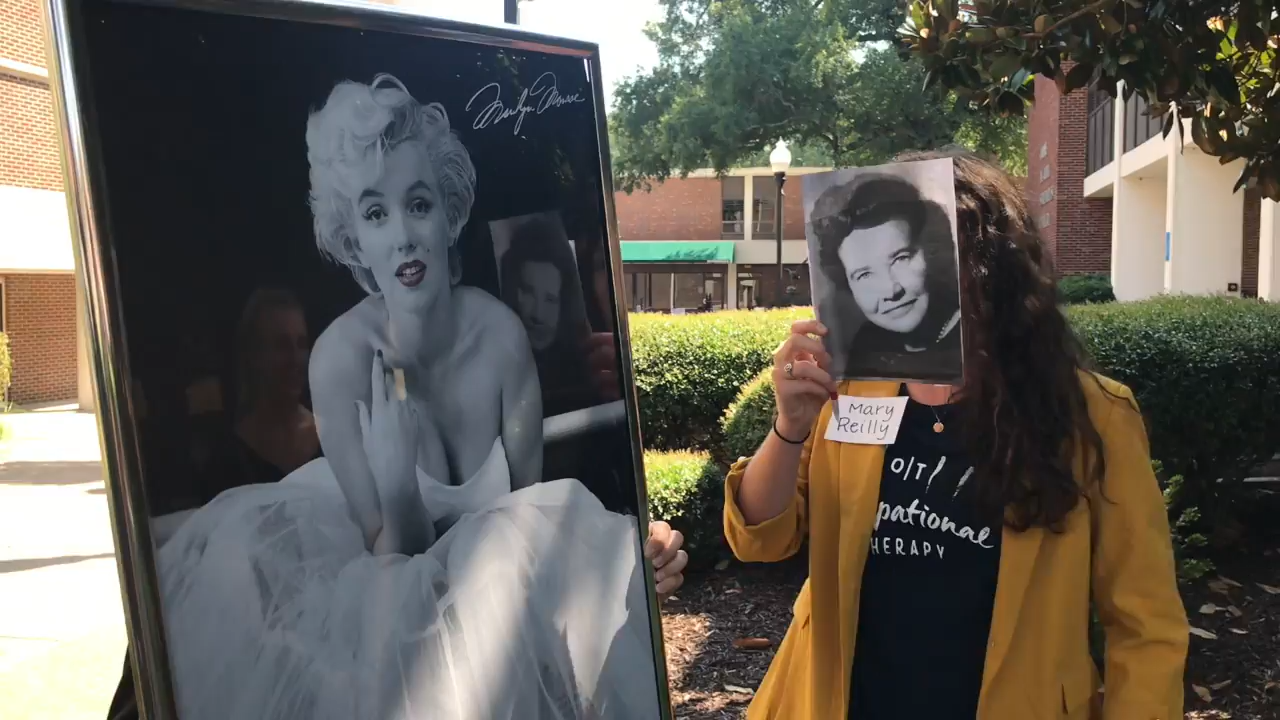 Marilyn Monroe
Mary
Reilly
O/T/
pational
HERAPY